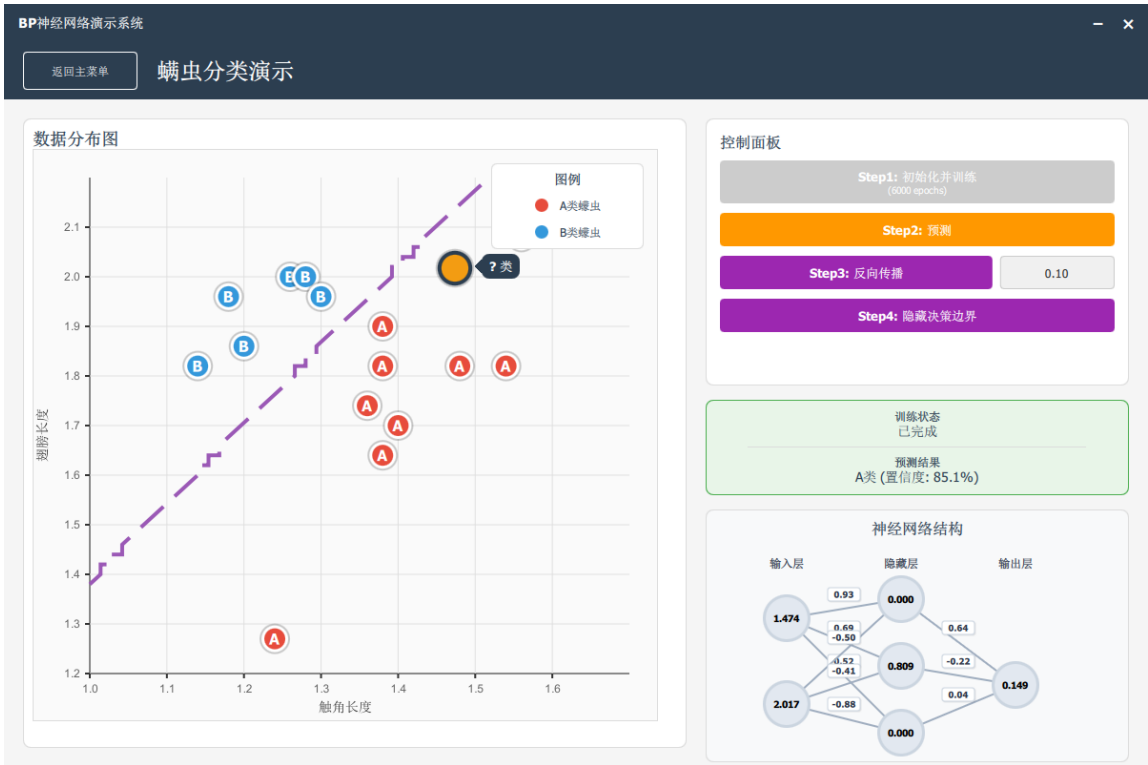 BP神经网络演示系统
− ×
返回主菜单
螨虫分类演示
数据分布图
图例
A类蠓虫
B类蠓虫
? 类
B
B
B
B
B
B
A
A
A
A
A
A
A
A
2.1
2.0
1.9
1.8
1.7
1.6
1.5
1.4
1.3
1.2
翅膀长度
1.0 1.1 1.2 1.3 1.4 1.5 1.6
触角长度
控制面板
Step1: 初始化并训练
(6000 epochs)
Step2: 预测
Step3: 反向传播
0.10
Step4: 隐藏决策边界
训练状态
已完成
预测结果
A类 (置信度: 85.1%)
神经网络结构
输入层 隐藏层 输出层
1.474
2.017
0.93
0.69
-0.50
0.52
-0.41
-0.88
0.000
0.809
0.000
0.64
-0.22
0.04
0.149